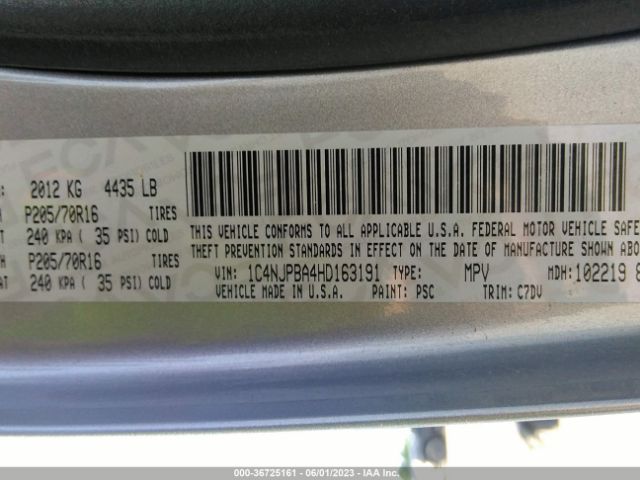 2012 KG 4435 LB
P205/70R16 TIRES
240 KPA ( 35 PSI) COLD
P205/70R16 TIRES
240 KPA ( 35 PSI) COLD
THIS VEHICLE CONFORMS TO ALL APPLICABLE U.S.A. FEDERAL MOTOR VEHICLE
THEFT PREVENTION STANDARDS IN EFFECT ON THE DATE OF MANUFACTURE SHOWN
VIN: 1C4NJPBA4HD163191 TYPE: MPV MDH: 102219
VEHICLE MADE IN U.S.A. PAINT: PSC TRIM: C7DV
000-36725161 - 06/01/2023 - IAA Inc.